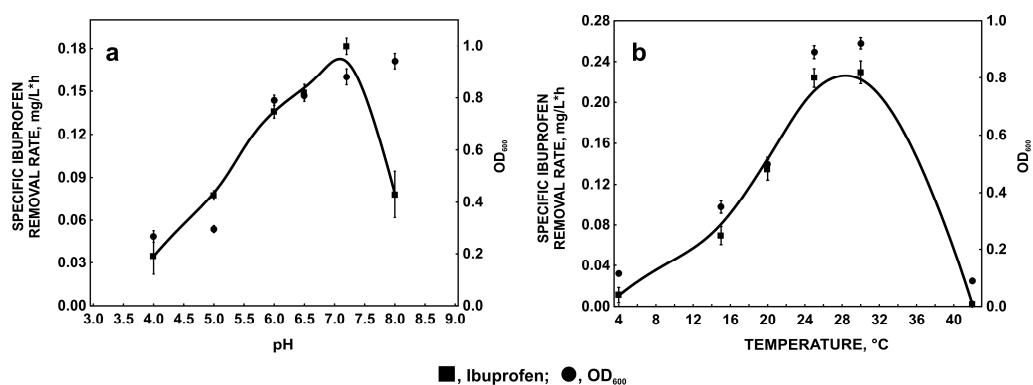 a
SPECIFIC IBUPROFEN
REMOVAL RATE, mg/L*h
0.18
0.15
0.12
0.09
0.06
0.03
0.00
1.0
0.8
0.6
0.4
0.2
0.0
OD600
3.0 3.5 4.0 4.5 5.0 5.5 6.0 6.5 7.0 7.5 8.0 8.5 9.0
pH
b
SPECIFIC IBUPROFEN
REMOVAL RATE, mg/L*h
0.28
0.24
0.20
0.16
0.12
0.08
0.04
0.00
1.0
0.8
0.6
0.4
0.2
0.0
OD600
4 8 12 16 20 24 28 32 36 40
TEMPERATURE, °C
, Ibuprofen; , OD600